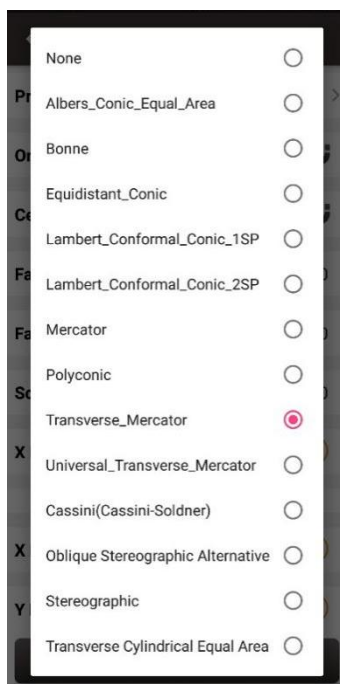 None
Albers_Conic_Equal_Area
Bonne
Equidistant_Conic
Lambert_Conformal_Conic_1SP
Lambert_Conformal_Conic_2SP
Mercator
Polyconic
Transverse_Mercator
Universal_Transverse_Mercator
Cassini(Cassini-Soldner)
Oblique Stereographic Alternative
Stereographic
Transverse Cylindrical Equal Area